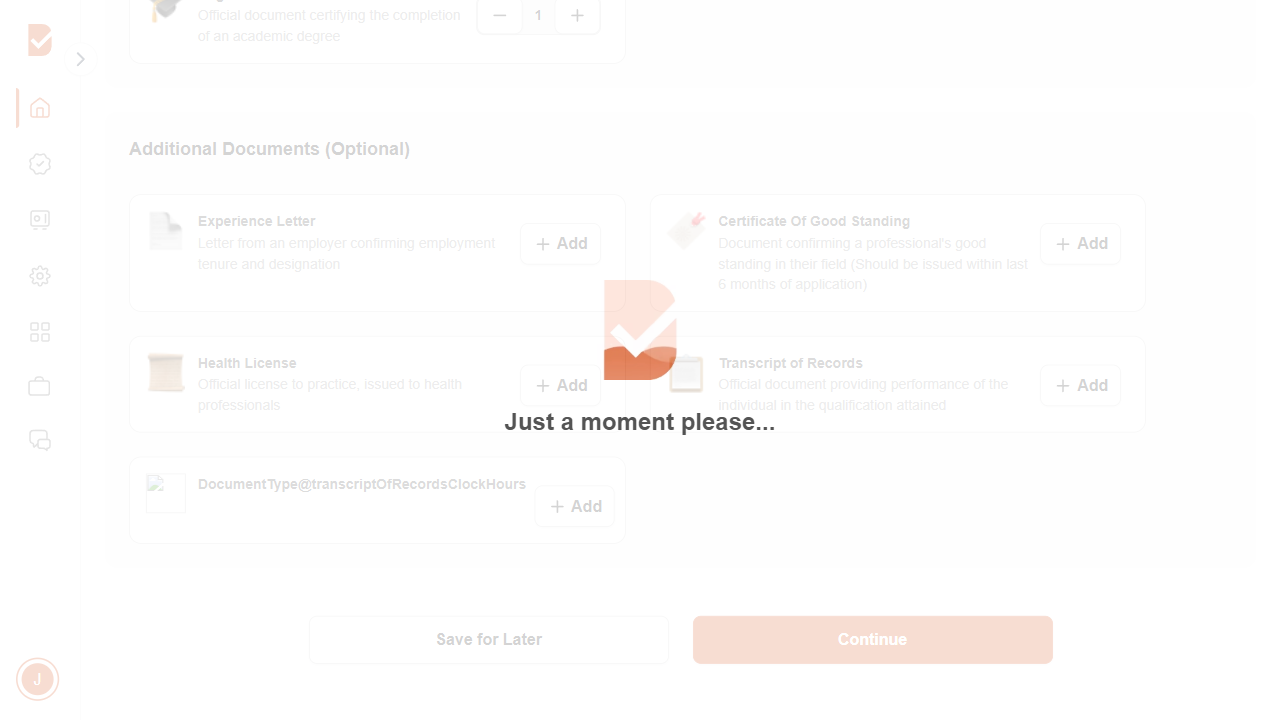 Official document certifying the completion
of an academic degree
1
Additional Documents (Optional)
Experience Letter
Letter from an employer confirming employment
tenure and designation
Add
Certificate Of Good Standing
Document confirming a professional's good
standing in their field (Should be issued within last
6 months of application)
Add
Health License
Official license to practice, issued to health
professionals
Add
Transcript of Records
Official document providing performance of the
individual in the qualification attained
Add
Just a moment please...
DocumentType@transcriptOfRecordsClockHours
Add
Save for Later
Continue
J